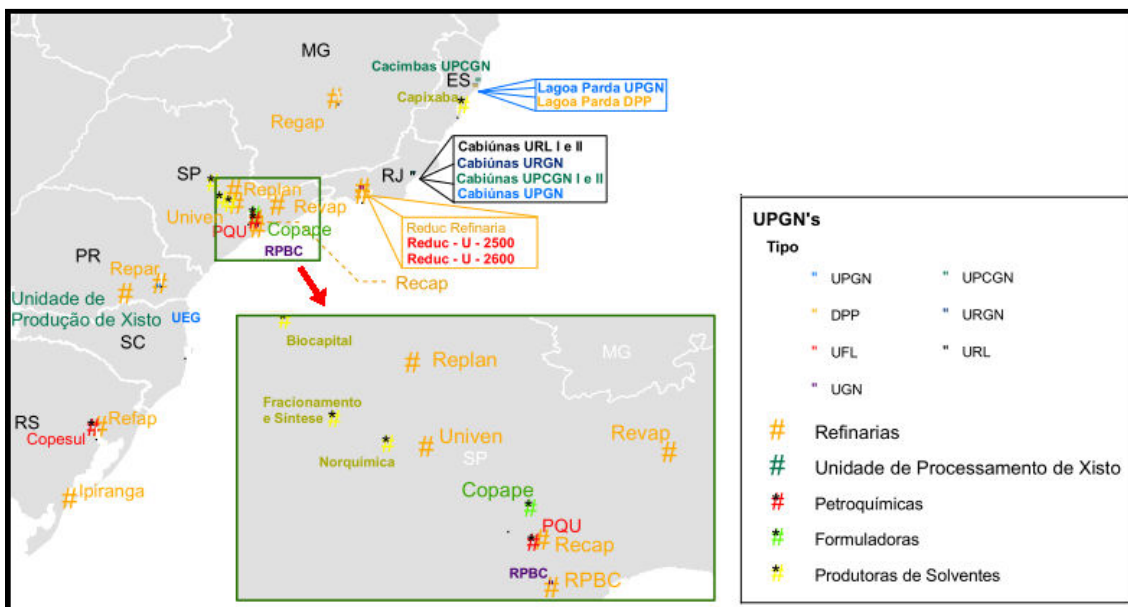 MG
Cacimbas UPCGN
ES
Capixaba
Lagoa Parda UPGN
Lagoa Parda DPP
Regap
Cabiúnas URL I e II
Cabiúnas URGN
Cabiúnas UPCGN I e II
Cabiúnas UPGN
RJ
SP
Replan
Revap
Univen
PQU
Copape
RPBC
Reduc Refinaria
Reduc - U - 2500
Reduc - U - 2600
Recap
PR
Repar
Unidade de
Produção de Xisto
UEG
SC
RS
Refap
Copesul
Ipiranga
Biocapital
Replan
MG
Fracionamento
e Síntese
Univen
Revap
Norquímica
SP
Copape
PQU
Recap
RPBC
RPBC
UPGN's
Tipo
UPGN
UPCGN
DPP
URGN
UFL
URL
UGN
Refinarias
Unidade de Processamento de Xisto
Petroquímicas
Formuladoras
Produtoras de Solventes